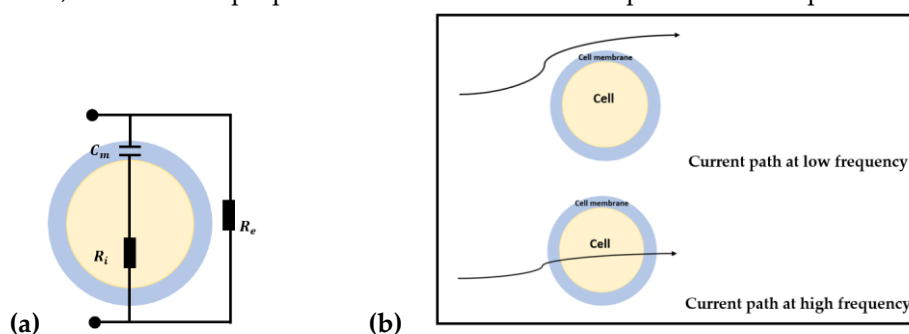 C_m
R_i
R_e
(a)
Cell membrane
Cell
Current path at low frequency
Cell membrane
Cell
Current path at high frequency
(b)